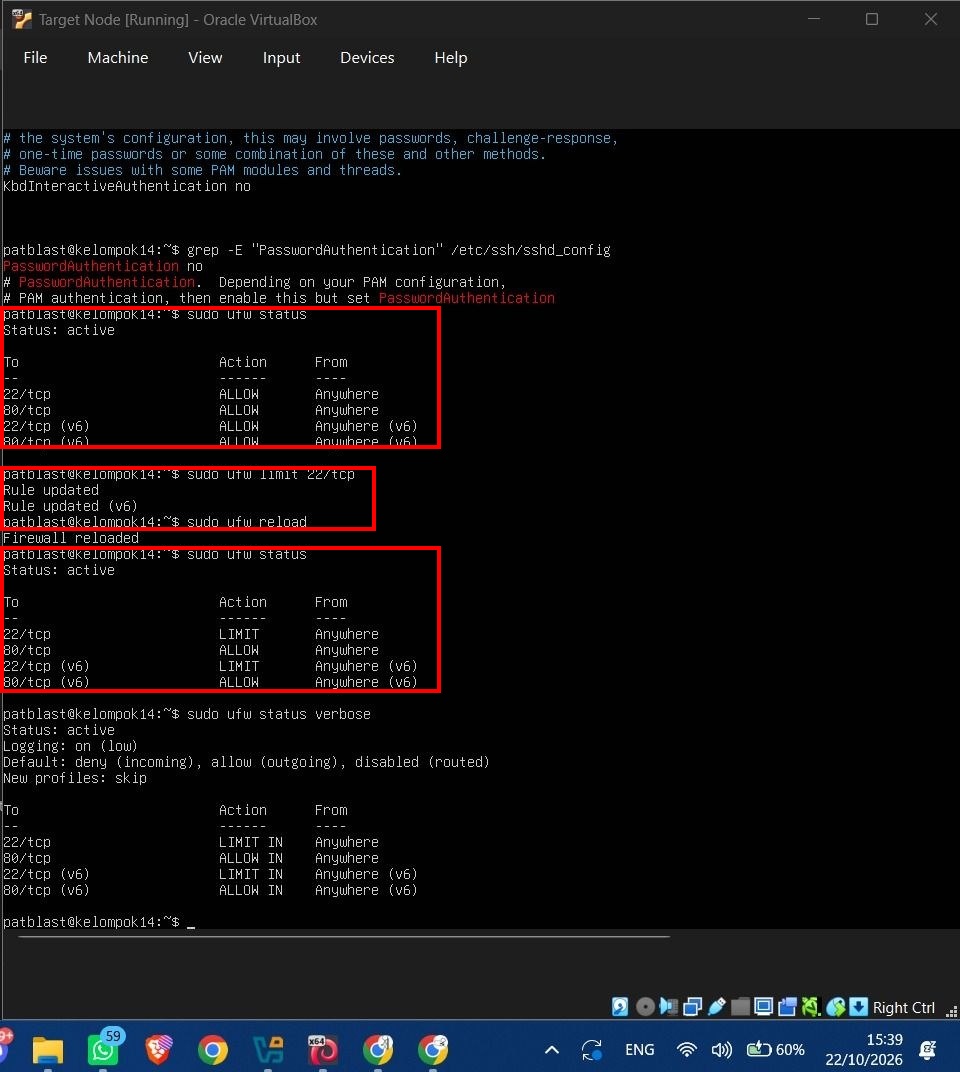 Target Node [Running] - Oracle VirtualBox
File Machine View Input Devices Help
# the system's configuration, this may involve passwords, challenge-response,
# one-time passwords or some combination of these and other methods.
# Beware issues with some PAM modules and threads.
KbdInteractiveAuthentication no
patblast@kelompok14:~$ grep -E "PasswordAuthentication" /etc/ssh/sshd_config
PasswordAuthentication no
# PasswordAuthentication.  Depending on your PAM configuration,
# PAM authentication, then enable this but set PasswordAuthentication
patblast@kelompok14:~$ sudo ufw status
Status: active
To Action From
-- ------ ----
22/tcp ALLOW Anywhere
80/tcp ALLOW Anywhere
22/tcp (v6) ALLOW Anywhere (v6)
80/tcp (v6) ALLOW Anywhere (v6)
patblast@kelompok14:~$ sudo ufw limit 22/tcp
Rule updated
Rule updated (v6)
patblast@kelompok14:~$ sudo ufw reload
Firewall reloaded
patblast@kelompok14:~$ sudo ufw status
Status: active
To Action From
-- ------ ----
22/tcp LIMIT Anywhere
80/tcp ALLOW Anywhere
22/tcp (v6) LIMIT Anywhere (v6)
80/tcp (v6) ALLOW Anywhere (v6)
patblast@kelompok14:~$ sudo ufw status verbose
Status: active
Logging: on (low)
Default: deny (incoming), allow (outgoing), disabled (routed)
New profiles: skip
To Action From
-- ------ ----
22/tcp LIMIT IN Anywhere
80/tcp ALLOW IN Anywhere
22/tcp (v6) LIMIT IN Anywhere (v6)
80/tcp (v6) ALLOW IN Anywhere (v6)
patblast@kelompok14:~$ _
Right Ctrl
59
x64
ENG
60%
15:39
22/10/2026